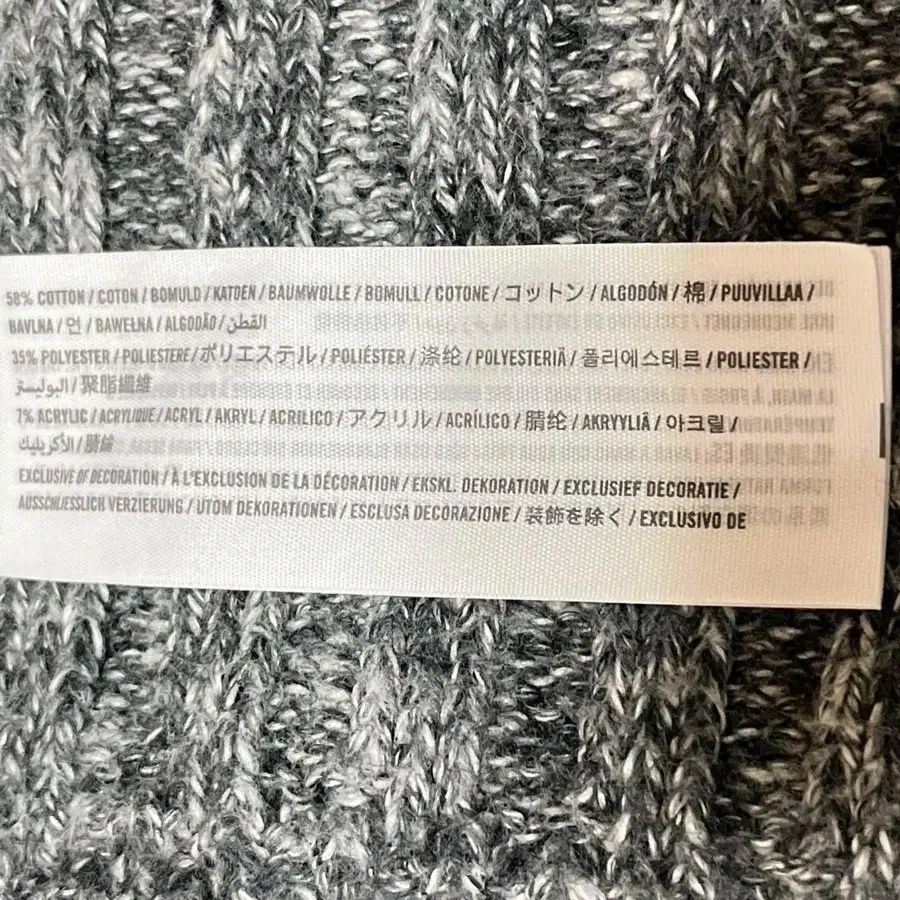 58% COTTON / COTON / BOMULD / KATOEN / BAUMWOLLE / BOMULL / COTONE / コットン / ALGODÓN / 棉 / PUUVILLAA /
BAVLNA / 면 / BAWEŁNA / ALGODÃO / القطن
35% POLYESTER / POLIESTERE / ポリエステル / POLIÉSTER / 涤纶 / POLYESTERIÄ / 폴리에스테르 / POLIESTER /
البوليستر / 聚脂纖維
7% ACRYLIC / ACRYLIQUE / ACRYL / AKRYL / ACRILICO / アクリル / ACRÍLICO / 腈纶 / AKRYYLIÄ / 아크릴 /
الأكريليك / 腈綸
EXCLUSIVE OF DECORATION / À L'EXCLUSION DE LA DÉCORATION / EKSKL. DEKORATION / EXCLUSIEF DECORATIE /
AUSSCHLIESSLICH VERZIERUNG / UTOM DEKORATIONEN / ESCLUSA DECORAZIONE / 装飾を除く / EXCLUSIVO DE